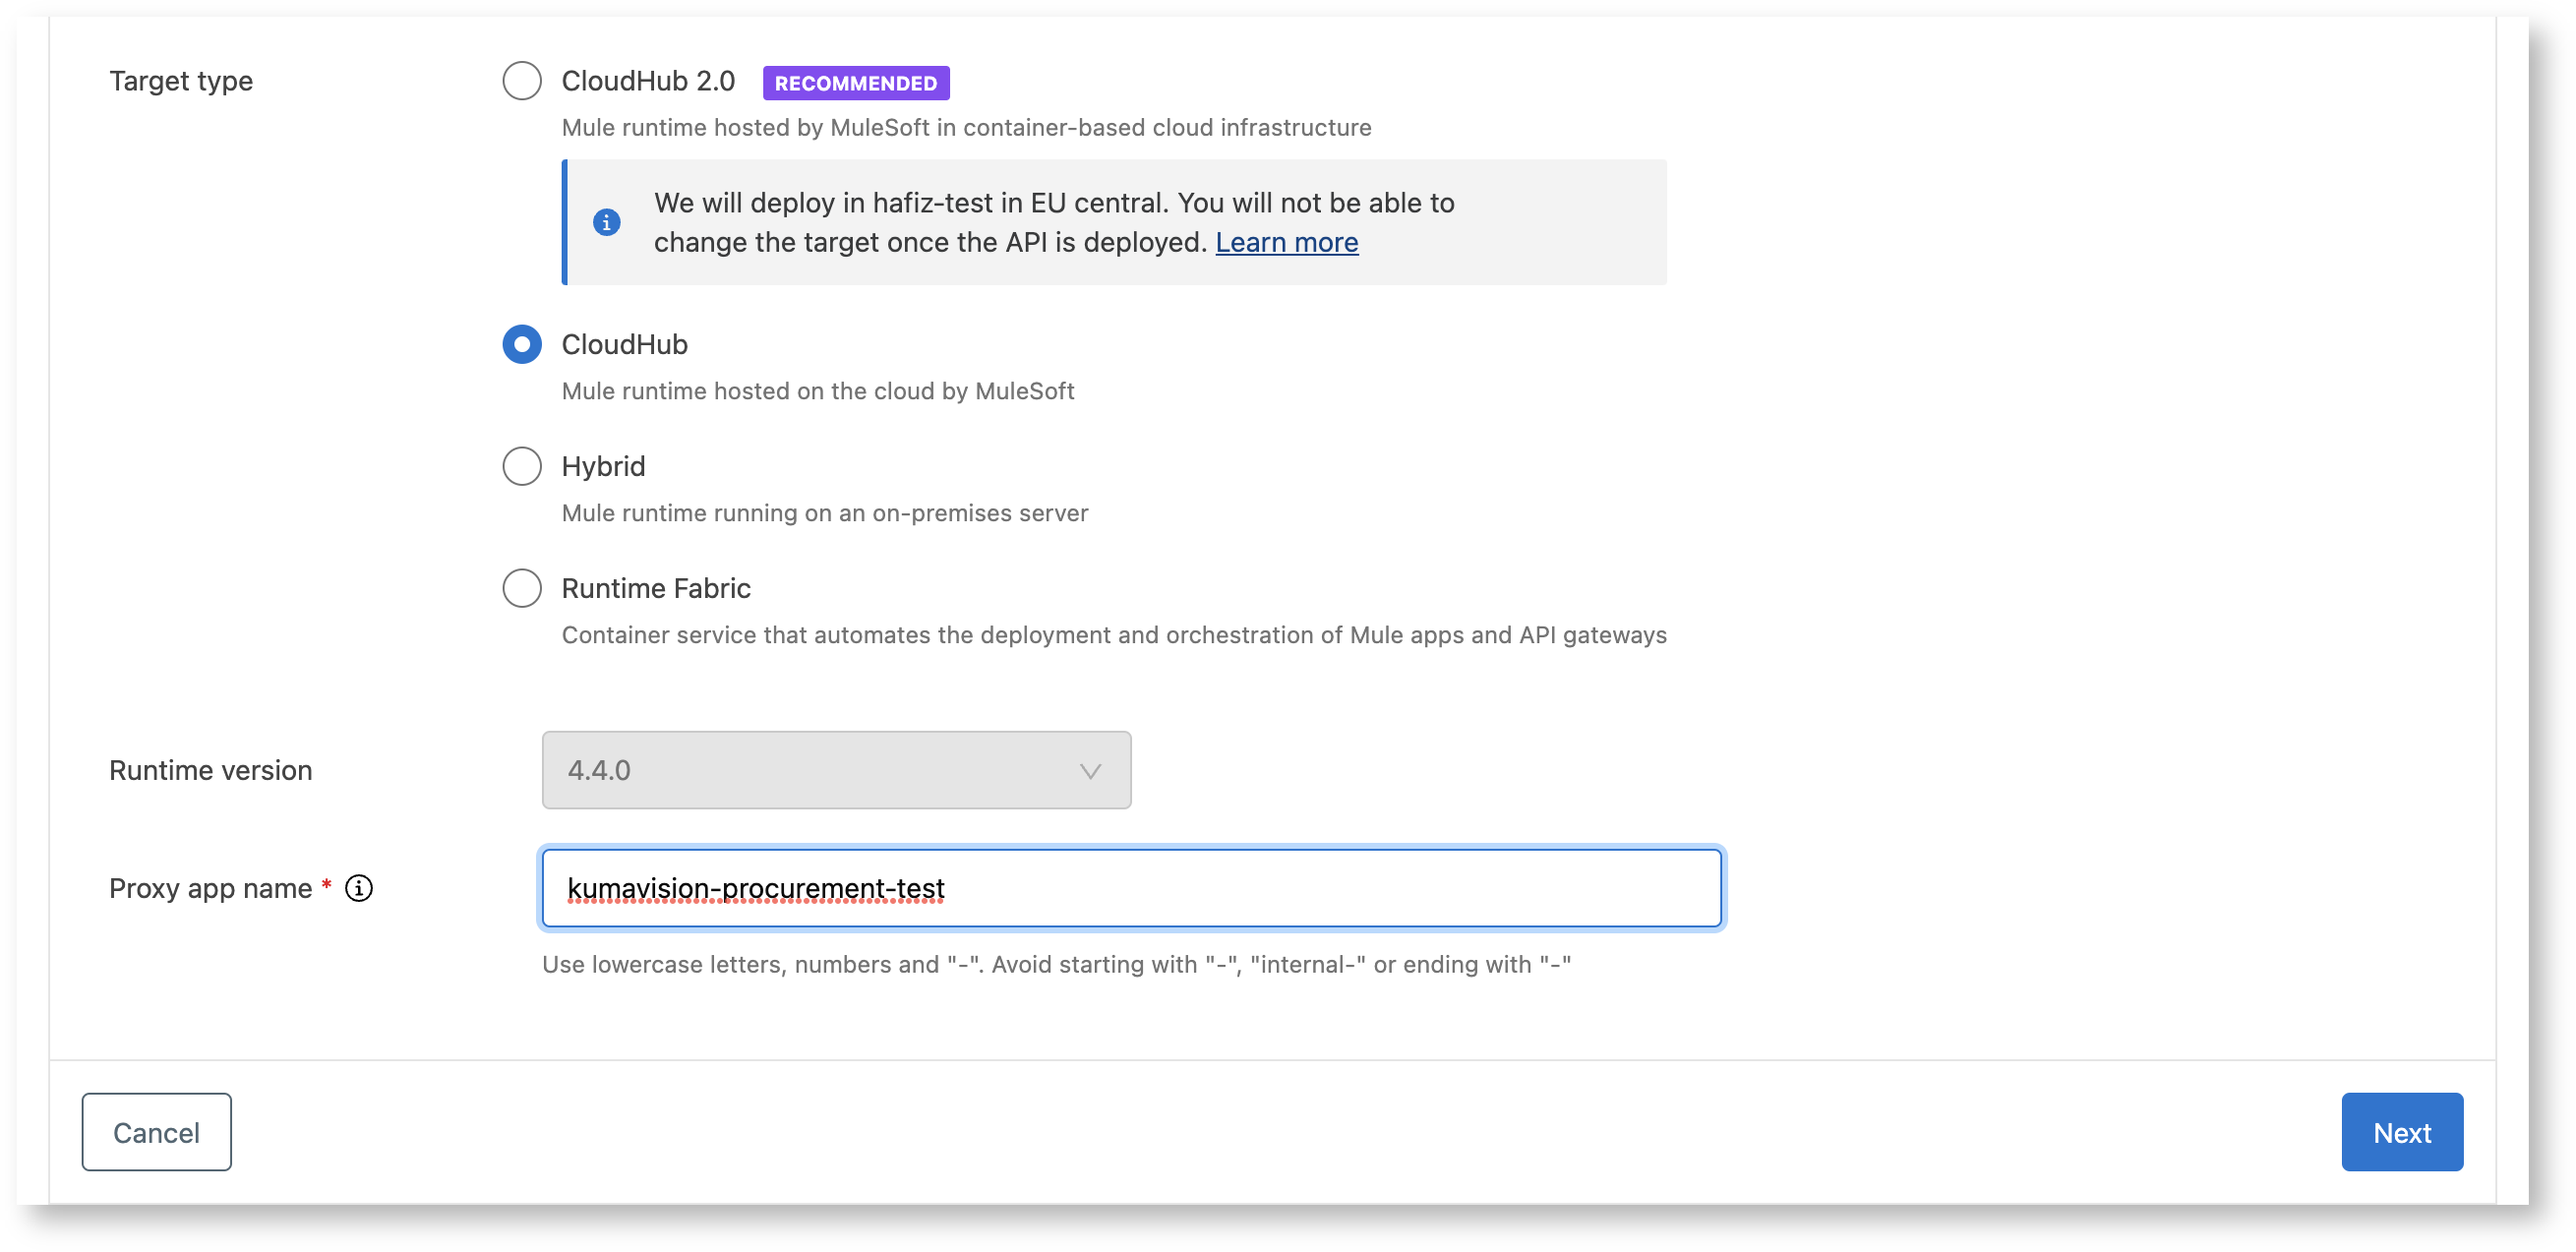 Target type
CloudHub 2.0 RECOMMENDED
Mule runtime hosted by MuleSoft in container-based cloud infrastructure
We will deploy in hafiz-test in EU central. You will not be able to
change the target once the API is deployed. Learn more
CloudHub
Mule runtime hosted on the cloud by MuleSoft
Hybrid
Mule runtime running on an on-premises server
Runtime Fabric
Container service that automates the deployment and orchestration of Mule apps and API gateways
Runtime version
4.4.0
Proxy app name *
kumavision-procurement-test
Use lowercase letters, numbers and "-". Avoid starting with "-", "internal-" or ending with "-"
Cancel
Next